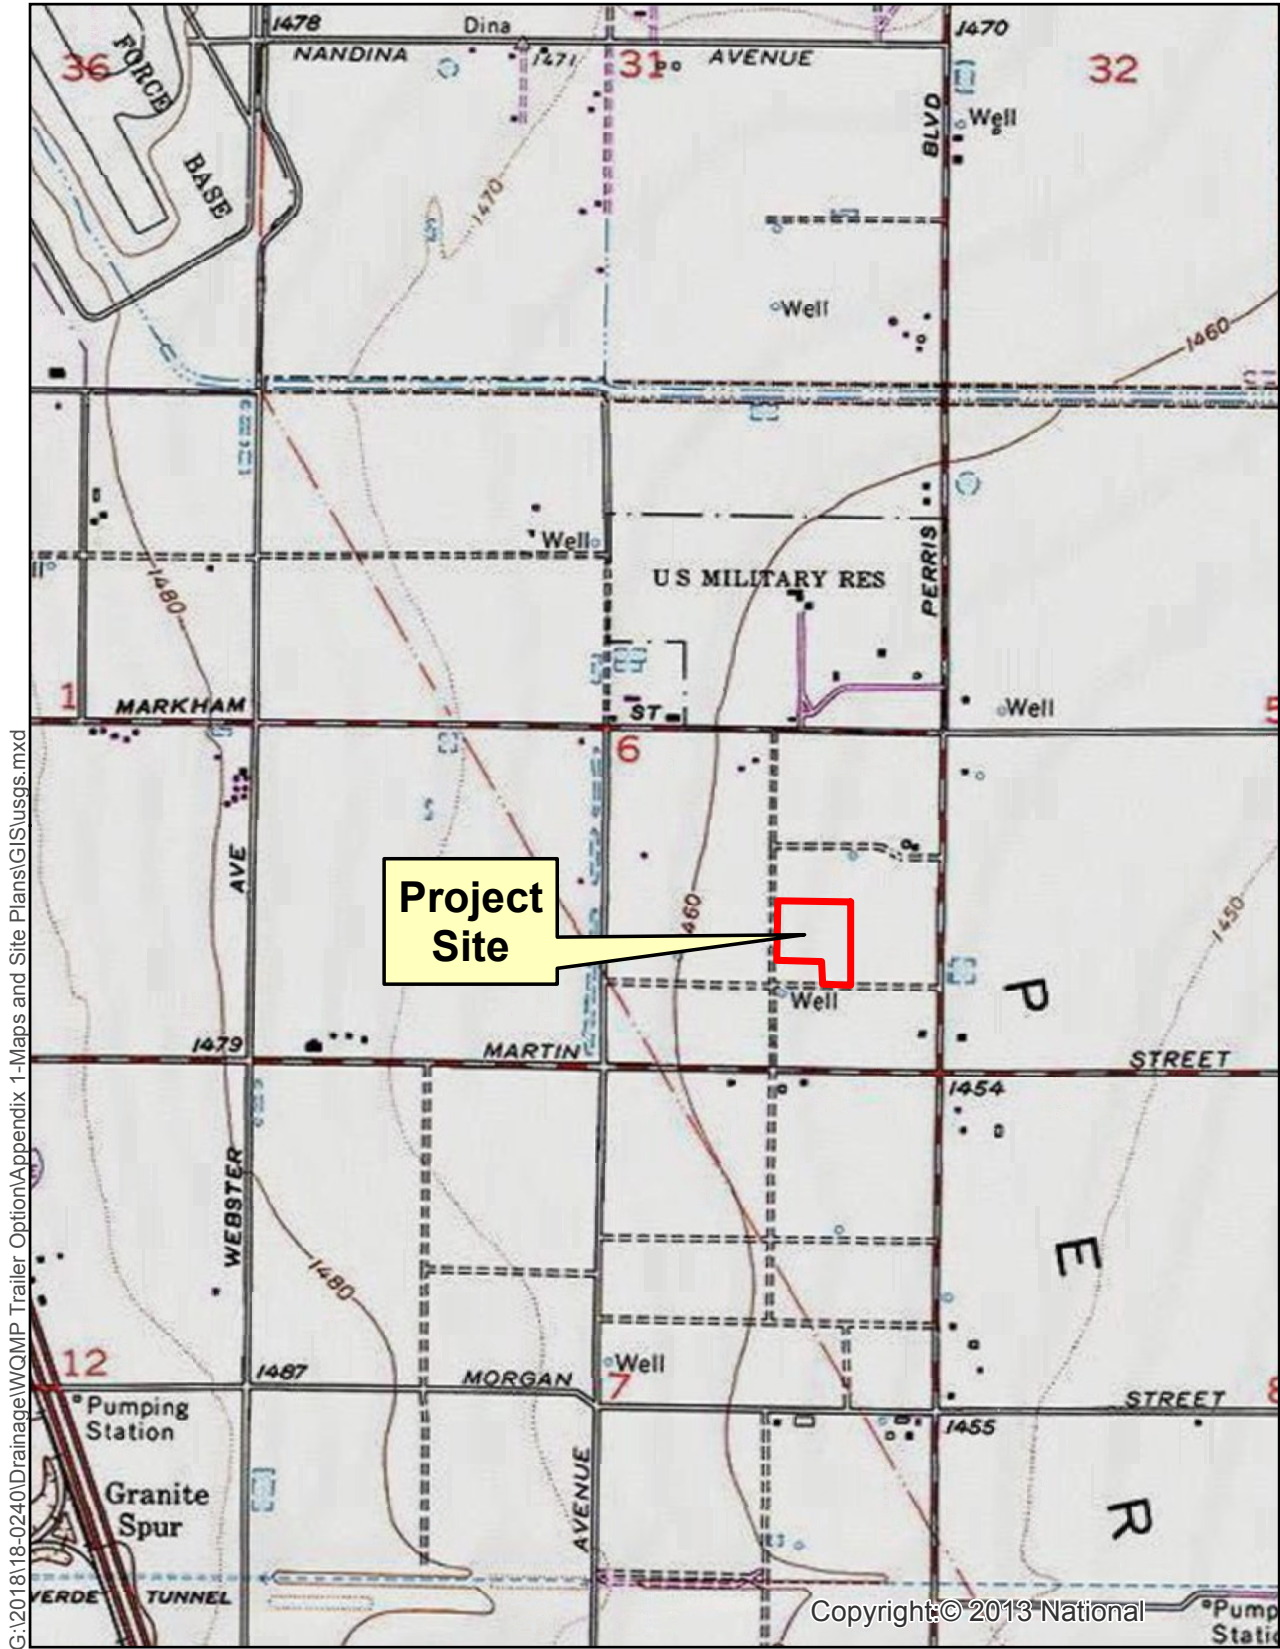 1478
Dina
1470
36
FORCE
NANDINA
1471
31
AVENUE
32
BLVD
Well
BASE
1470
Well
1460
Well
PERRIS
U S MILITARY RES
1480
1
MARKHAM
ST
Well
6
AVE
Project
Site
460
1450
P
Well
1479
MARTIN
STREET
1454
E
WEBSTER
1480
12
1487
MORGAN
Well
7
STREET
8
Pumping
Station
1455
Granite
Spur
AVENUE
R
VERDE TUNNEL
Copyright:© 2013 National
Pump
Static
G:\2018\18-0240\Drainage\WQMP Trailer Option\Appendix 1-Maps and Site Plans\GIS\usgs.mxd